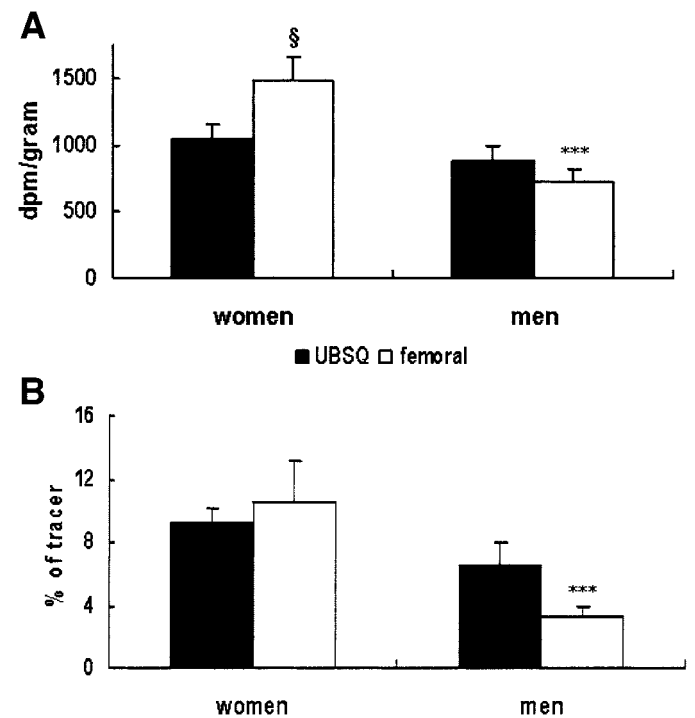 A
§
1500
1000
500
0
dpm/gram
***
women men
■ UBSQ □ femoral
B
16
12
8
4
0
% of tracer
***
women men